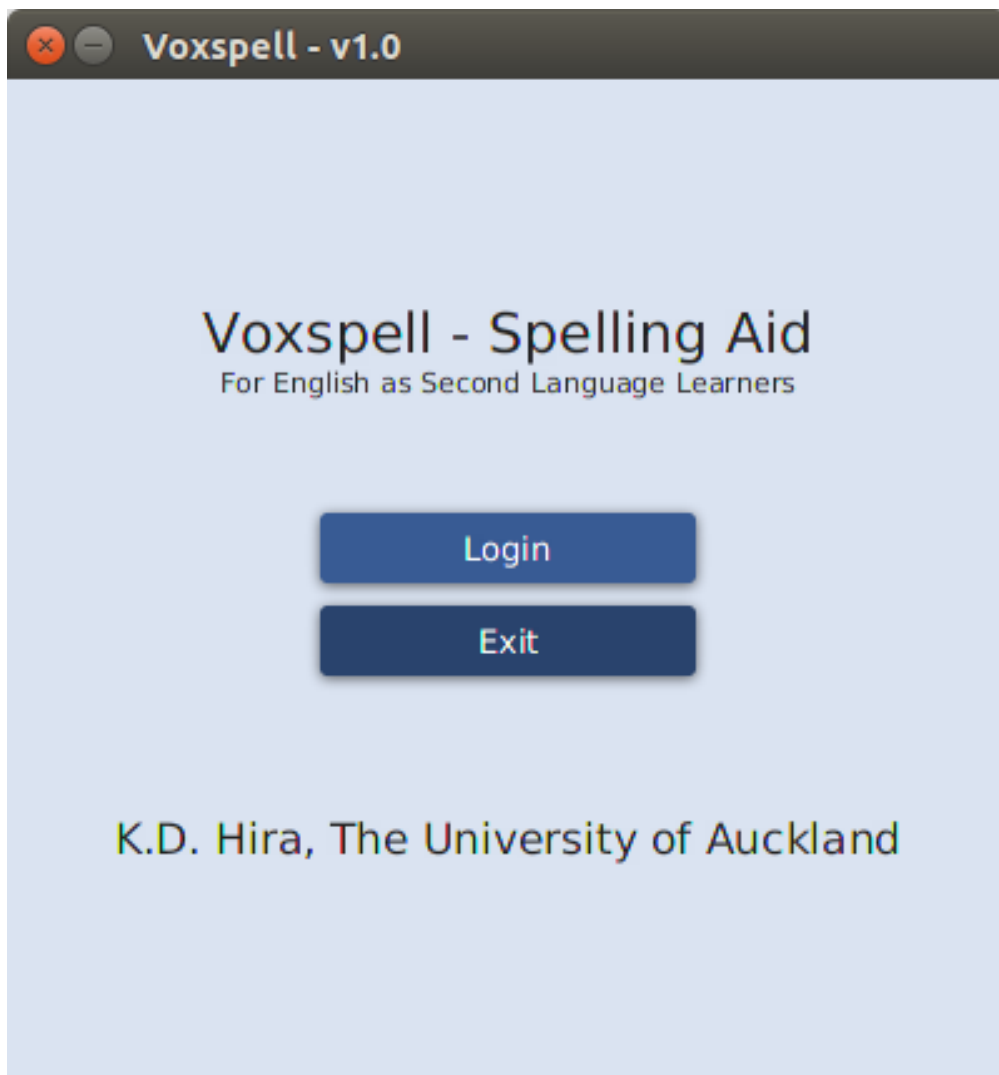 Voxspell - v1.0
Voxspell - Spelling Aid
For English as Second Language Learners
Login
Exit
K.D. Hira, The University of Auckland